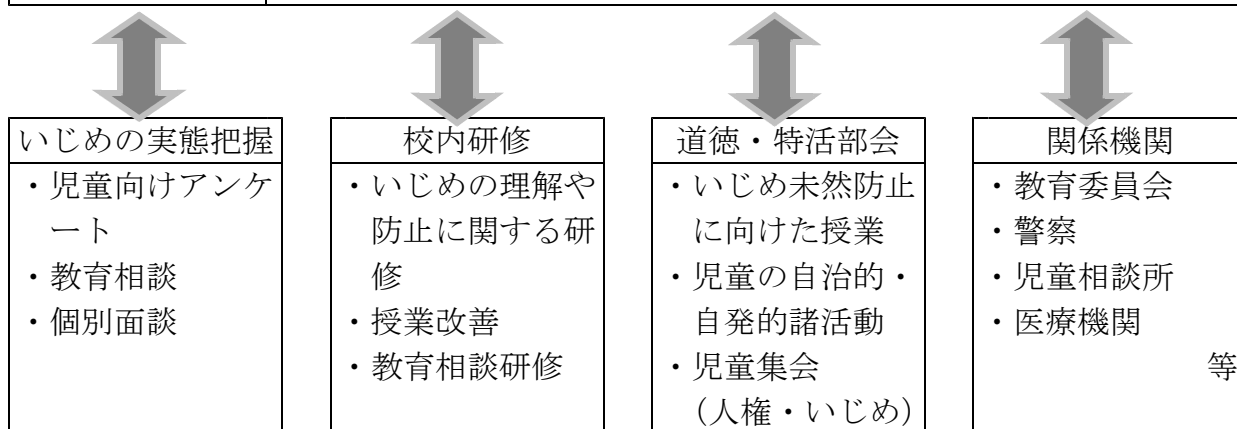 いじめの実態把握
・児童向けアンケ
ート
・教育相談
・個別面談
校内研修
・いじめの理解や
防止に関する研
修
・授業改善
・教育相談研修
道徳・特活部会
・いじめ未然防止
に向けた授業
・児童の自治的・
自発的諸活動
・児童集会
(人権・いじめ)
関係機関
・教育委員会
・警察
・児童相談所
・医療機関
等